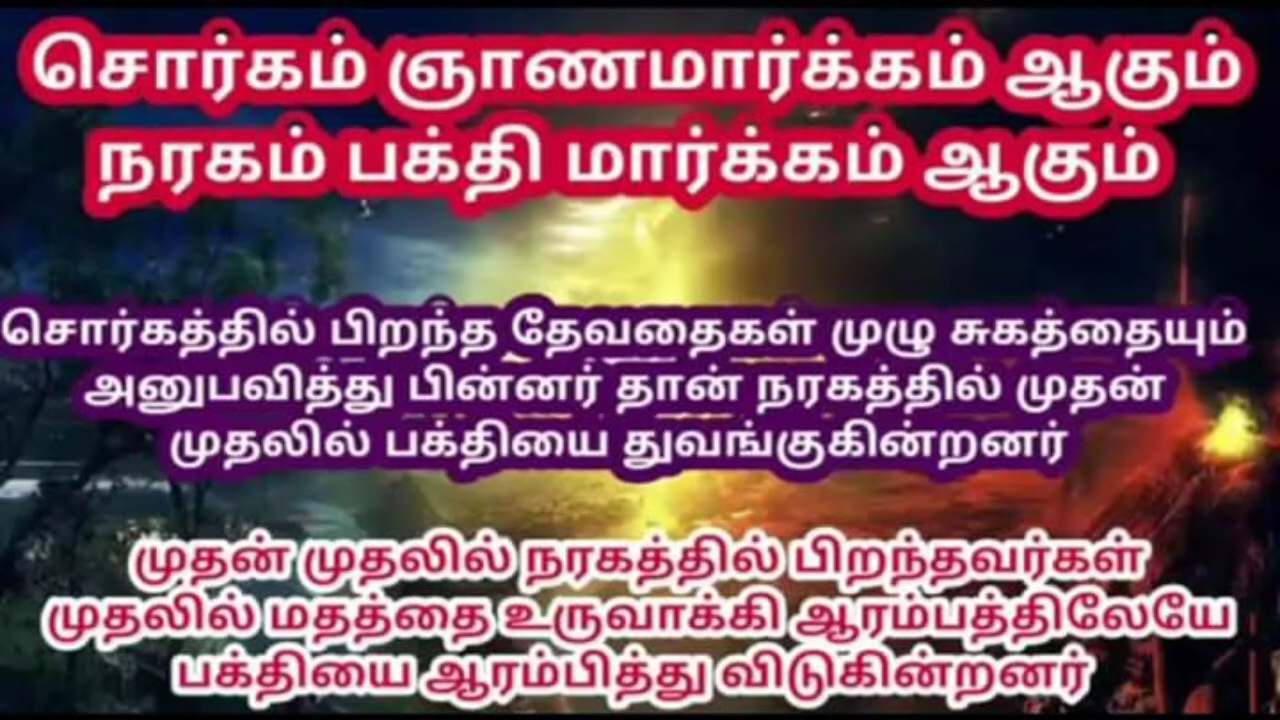 சொர்கம் ஞாணமார்க்கம் ஆகும்
நரகம் பக்தி மார்க்கம் ஆகும்
சொர்கத்தில் பிறந்த தேவதைகள் முழு சுகத்தையும்
அனுபவித்து பின்னர் தான் நரகத்தில் முதன்
முதலில் பக்தியை துவங்குகின்றனர்
முதன் முதலில் நரகத்தில் பிறந்தவர்கள்
முதலில் மதத்தை உருவாக்கி ஆரம்பத்திலேயே
பக்தியை ஆரம்பித்து விடுகின்றனர்